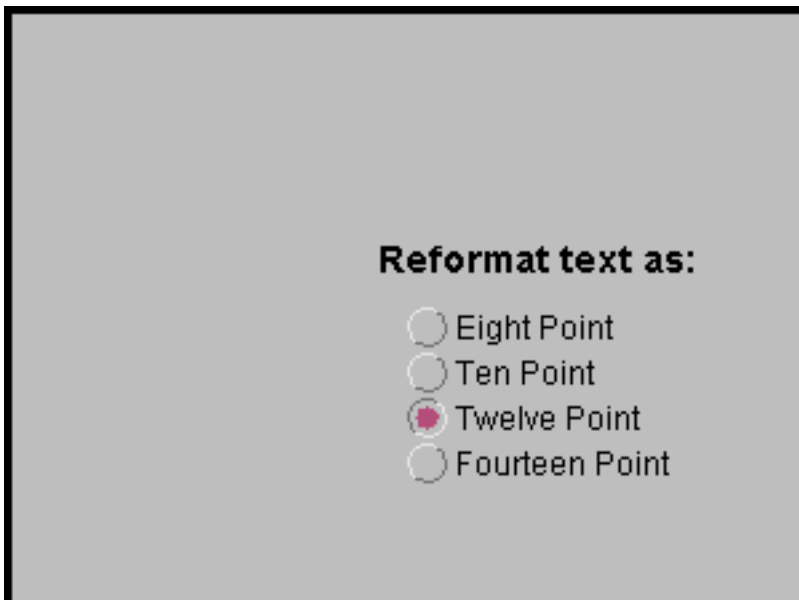 Reformat text as:
Eight Point
Ten Point
Twelve Point
Fourteen Point